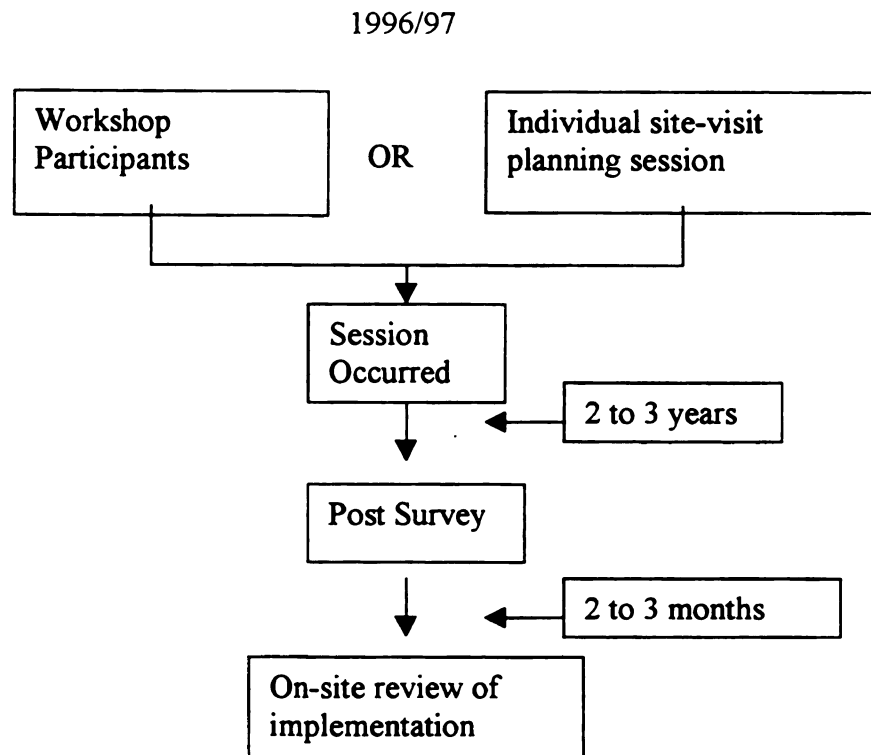 1996/97
Workshop
Participants
OR
Individual site-visit
planning session
Session
Occurred
2 to 3 years
Post Survey
2 to 3 months
On-site review of
implementation